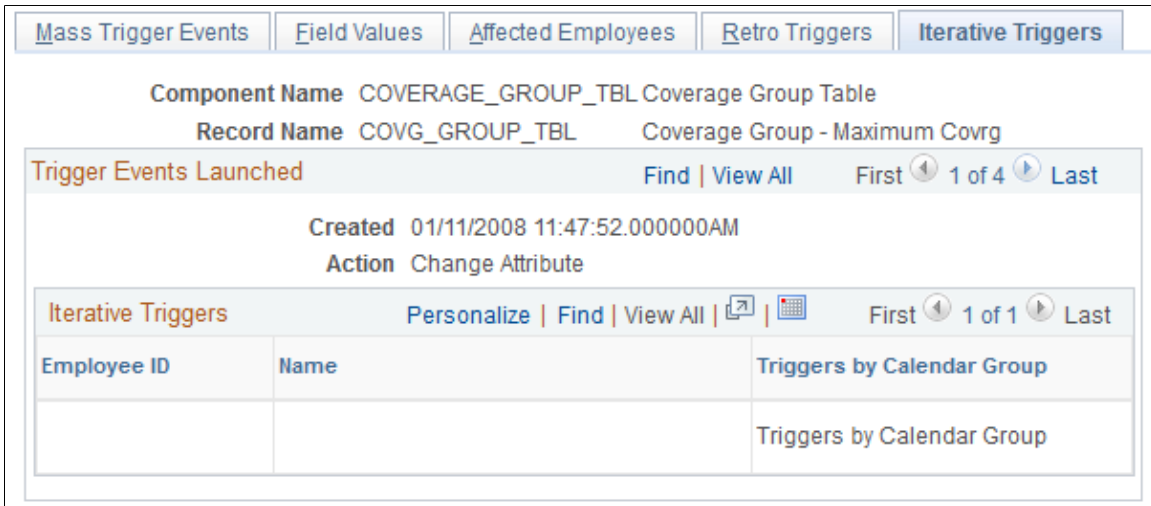 Mass Trigger Events Field Values Affected Employees Retro Triggers Iterative Triggers
Component Name COVERAGE_GROUP_TBL Coverage Group Table
Record Name COVG_GROUP_TBL Coverage Group - Maximum Covrg
Trigger Events Launched Find | View All First 1 of 4 Last
Created 01/11/2008 11:47:52.000000AM
Action Change Attribute
Iterative Triggers Personalize | Find | View All | | First 1 of 1 Last
Employee ID Name Triggers by Calendar Group
Triggers by Calendar Group